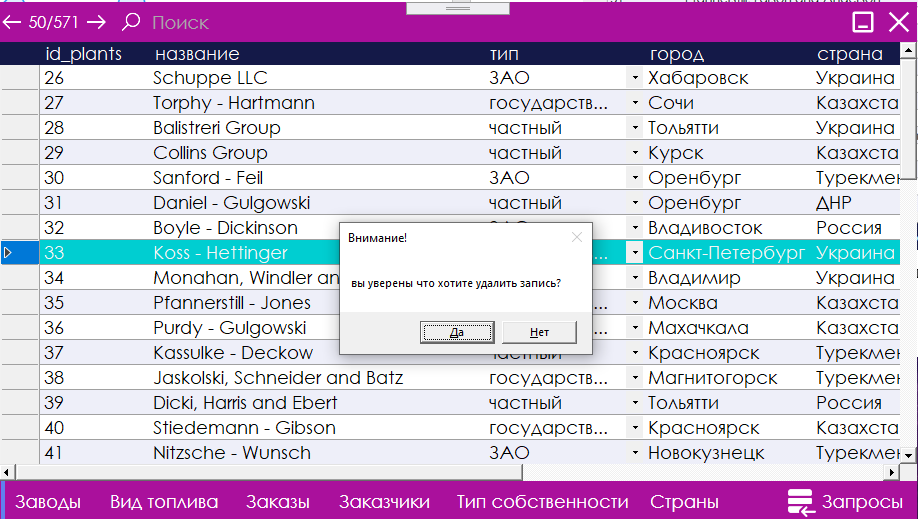 50/571 Поиск
id_plants название тип город страна
26 Schuppe LLC ЗАО Хабаровск Украина
27 Torphy - Hartmann государств... Сочи Казахста
28 Balistreri Group частный Тольятти Украина
29 Collins Group частный Курск Казахста
30 Sanford - Feil ЗАО Оренбург Туркмен
31 Daniel - Gulgowski частный Оренбург ДНР
32 Boyle - Dickinson Владивосток Россия
33 Koss - Hettinger ... Санкт-Петербург Украина
34 Monahan, Windler an Владимир Украина
35 Pfannerstill - Jones ... Москва Казахста
36 Purdy - Gulgowski ... Махачкала Казахста
37 Kassulke - Deckow частный Красноярск Туркмен
38 Jaskolski, Schneider and Batz государств... Магнитогорск Туркмен
39 Dicki, Harris and Ebert частный Тольятти Россия
40 Stiedemann - Gibson государств... Красноярск Казахста
41 Nitzsche - Wunsch ЗАО Новокузнецк Туркмен
Внимание!
вы уверены что хотите удалить запись?
Да Нет
Заводы Вид топлива Заказы Заказчики Тип собственности Страны Запросы